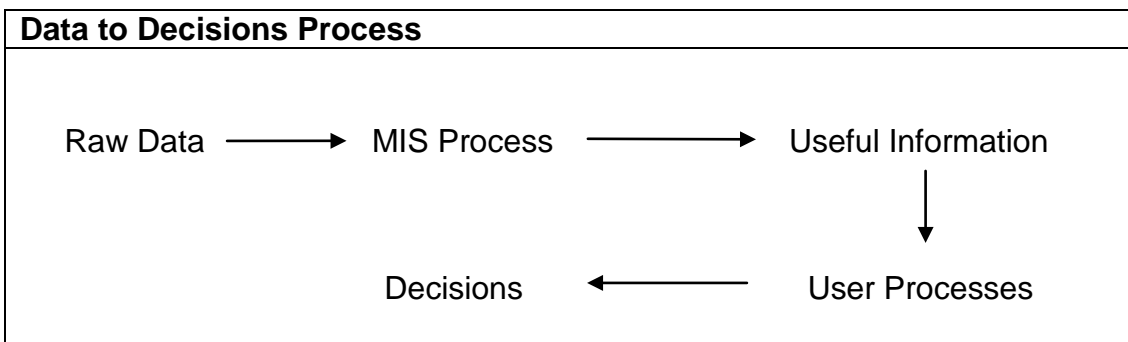 Data to Decisions Process
Raw Data MIS Process Useful Information
Decisions User Processes